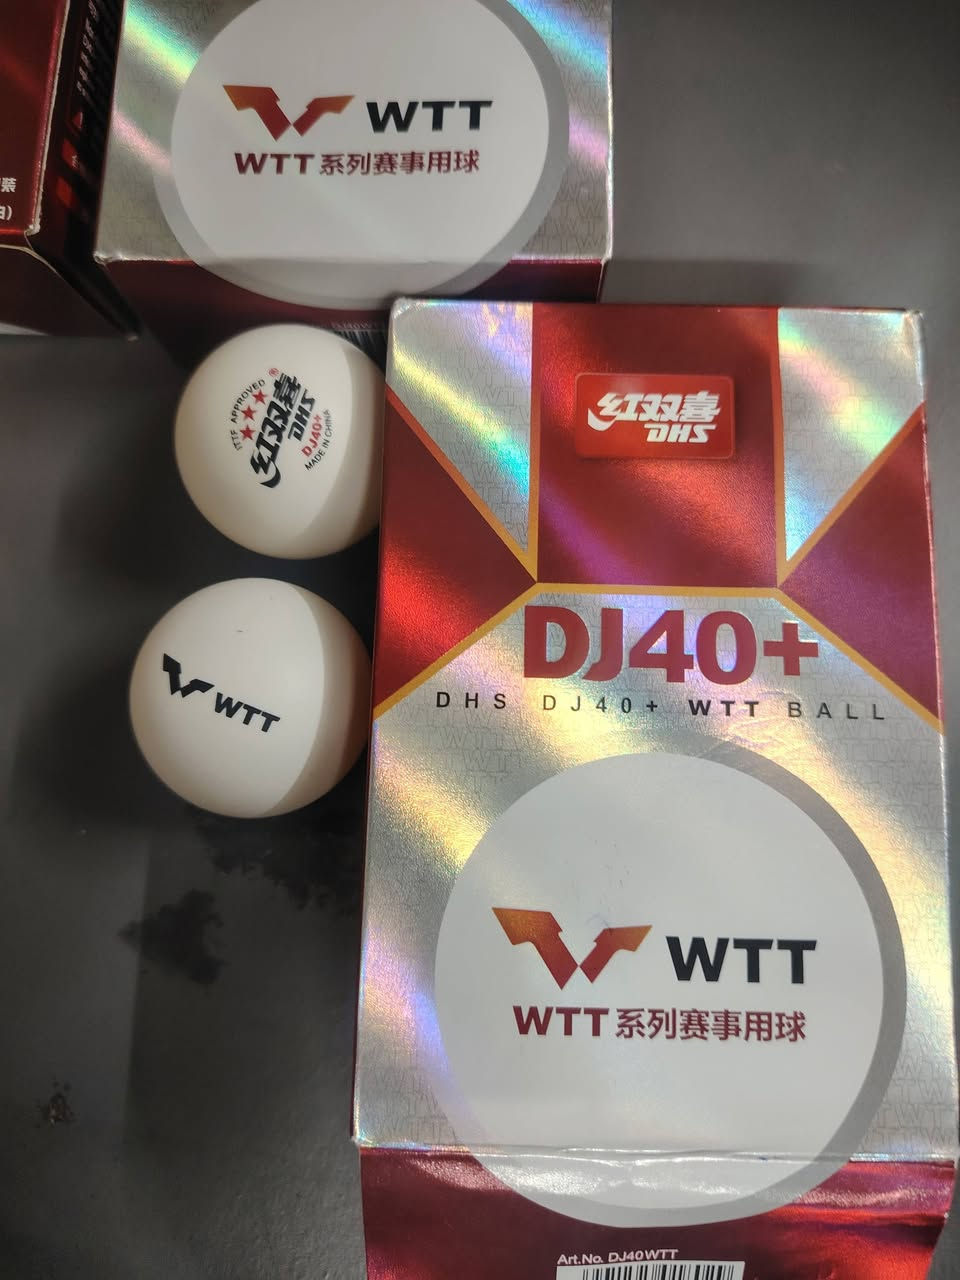 WTT
WTT系列赛事用球
装
ITTF APPROVED
红双喜
DHS
DJ40+
MADE IN CHINA
WTT
红双喜
DHS
DJ40+
DHS DJ40+ WTT BALL
WTT
WTT系列赛事用球
Art.No. DJ40WTT